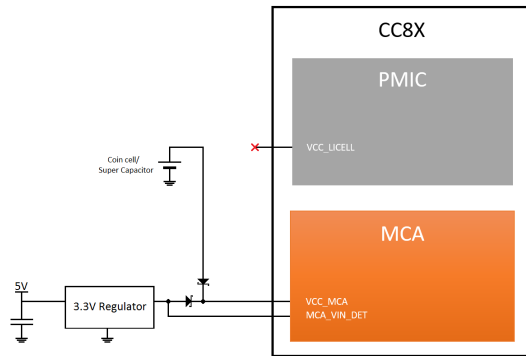 CC8X
PMIC
VCC_LICELL
Coin cell/
Super Capacitor
MCA
5V
3.3V Regulator
VCC_MCA
MCA_VIN_DET